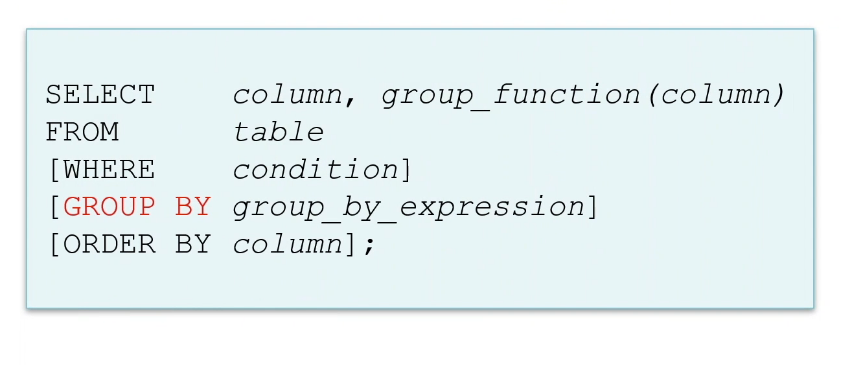 SELECT column, group_function(column)
FROM table
[WHERE condition]
[GROUP BY group_by_expression]
[ORDER BY column];